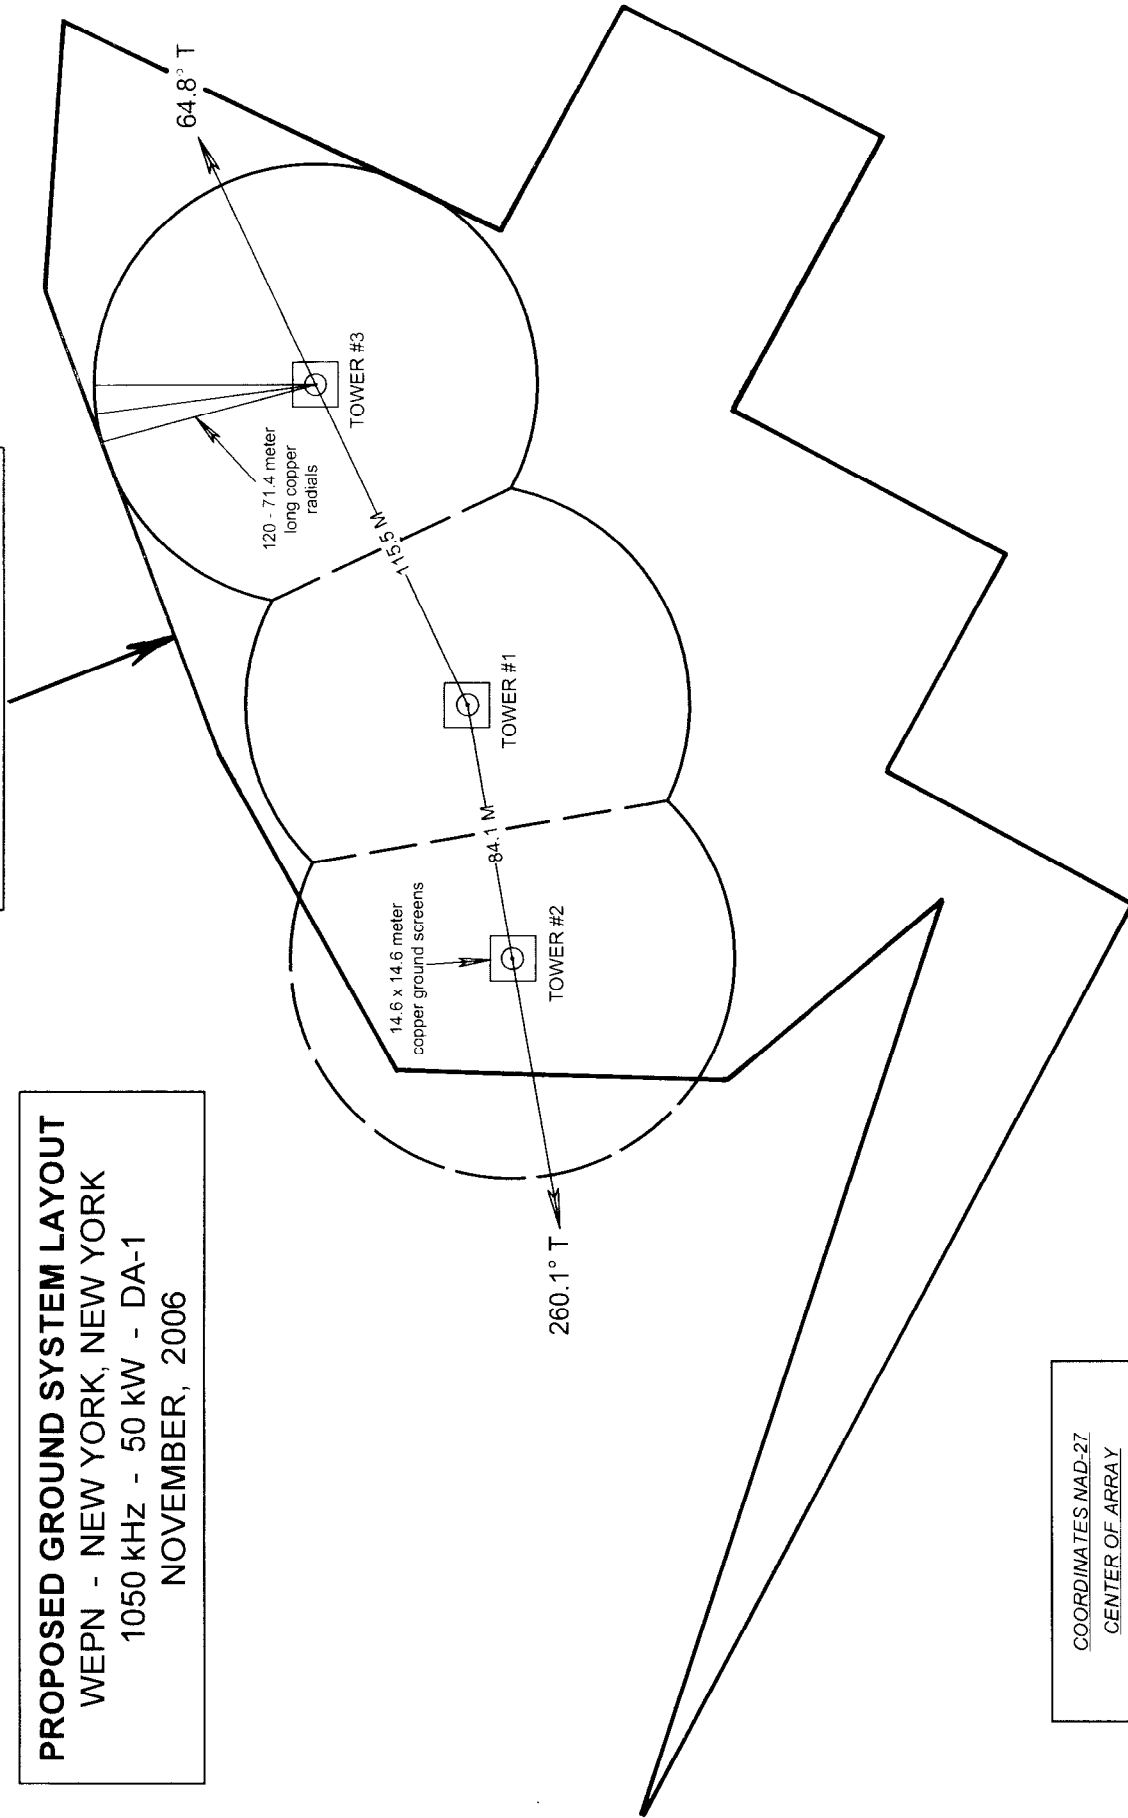 PROPOSED GROUND SYSTEM LAYOUT
WEPN - NEW YORK, NEW YORK
1050 kHz - 50 kW - DA-1
NOVEMBER, 2006
64.8° T
120 - 71.4 meter
long copper
radials
TOWER #3
115.5 M
TOWER #1
84.1 M
14.6 x 14.6 meter
copper ground screens
TOWER #2
260.1° T
COORDINATES NAD-27
CENTER OF ARRAY